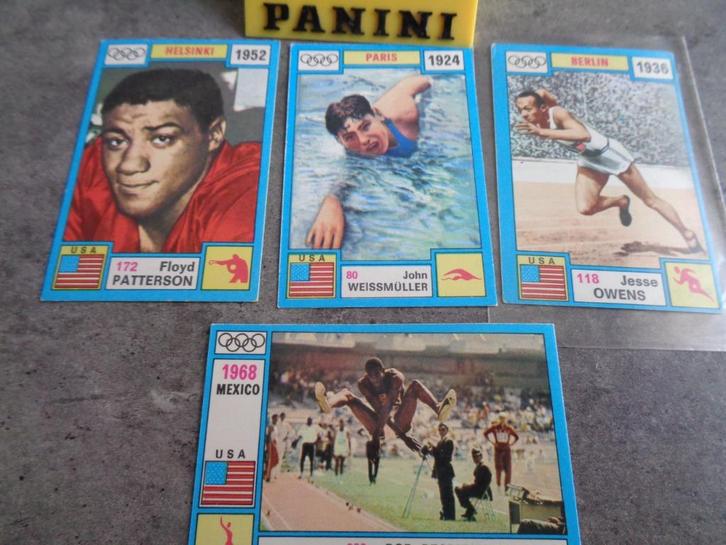 PANINI
HELSINKI 1952
USA
172 Floyd
PATTERSON
PARIS 1924
USA
80 John
WEISSMÜLLER
BERLIN 1936
USA
118 Jesse
OWENS
1968
MEXICO
USA